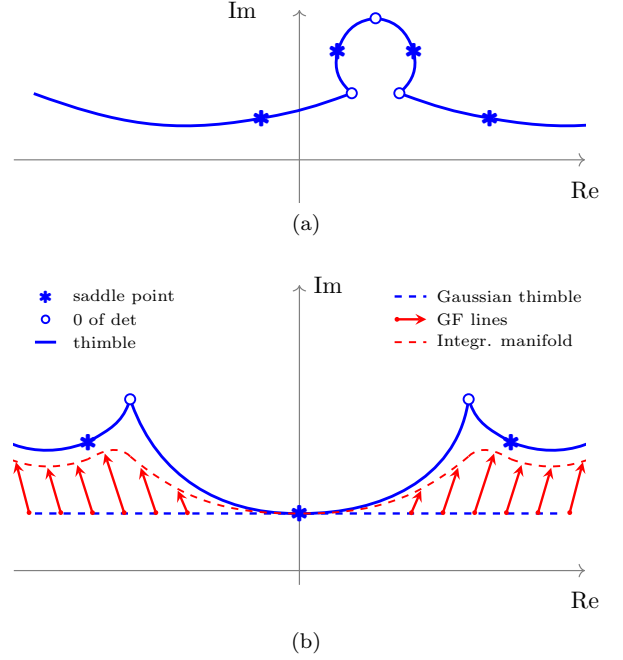 Im
Re
(a)
Im
saddle point
0 of det
thimble
Gaussian thimble
GF lines
Integr. manifold
Re
(b)